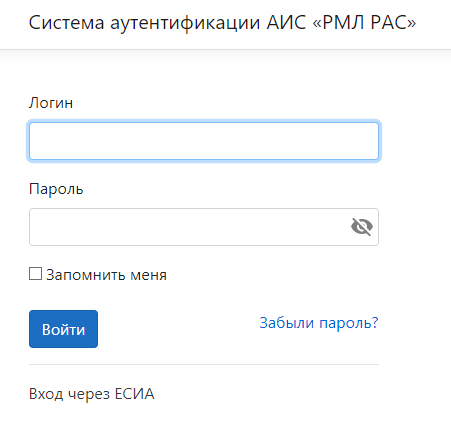 Система аутентификации АИС «РМЛ РАС»
Логин
Пароль
Запомнить меня
Войти
Забыли пароль?
Вход через ЕСИА